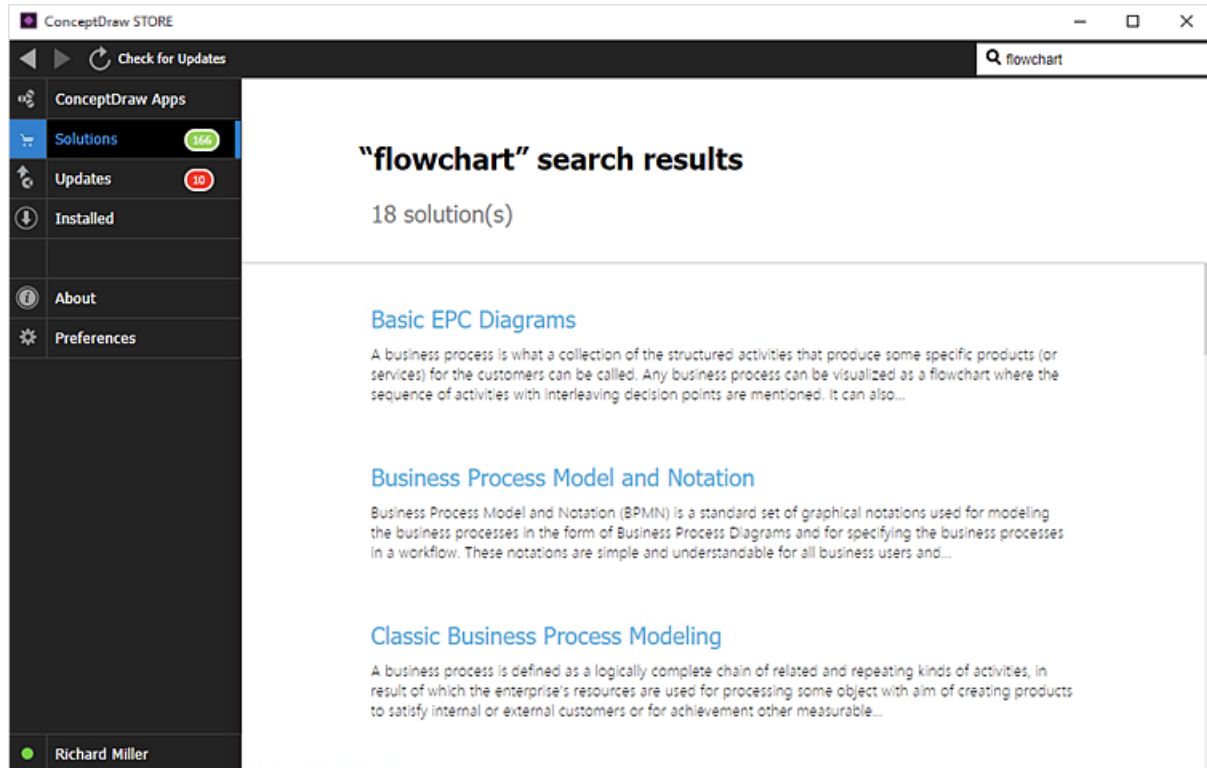 ConceptDraw STORE
Check for Updates
flowchart
ConceptDraw Apps
Solutions 166
Updates 10
Installed
About
Preferences
Richard Miller
“flowchart” search results
18 solution(s)
Basic EPC Diagrams
A business process is what a collection of the structured activities that produce some specific products (or
services) for the customers can be called. Any business process can be visualized as a flowchart where the
sequence of activities with interleaving decision points are mentioned. It can also...
Business Process Model and Notation
Business Process Model and Notation (BPMN) is a standard set of graphical notations used for modeling
the business processes in the form of Business Process Diagrams and for specifying the business processes
in a workflow. These notations are simple and understandable for all business users and...
Classic Business Process Modeling
A business process is defined as a logically complete chain of related and repeating kinds of activities, in
result of which the enterprise's resources are used for processing some object with aim of creating products
to satisfy internal or external customers or for achievement other measurable...